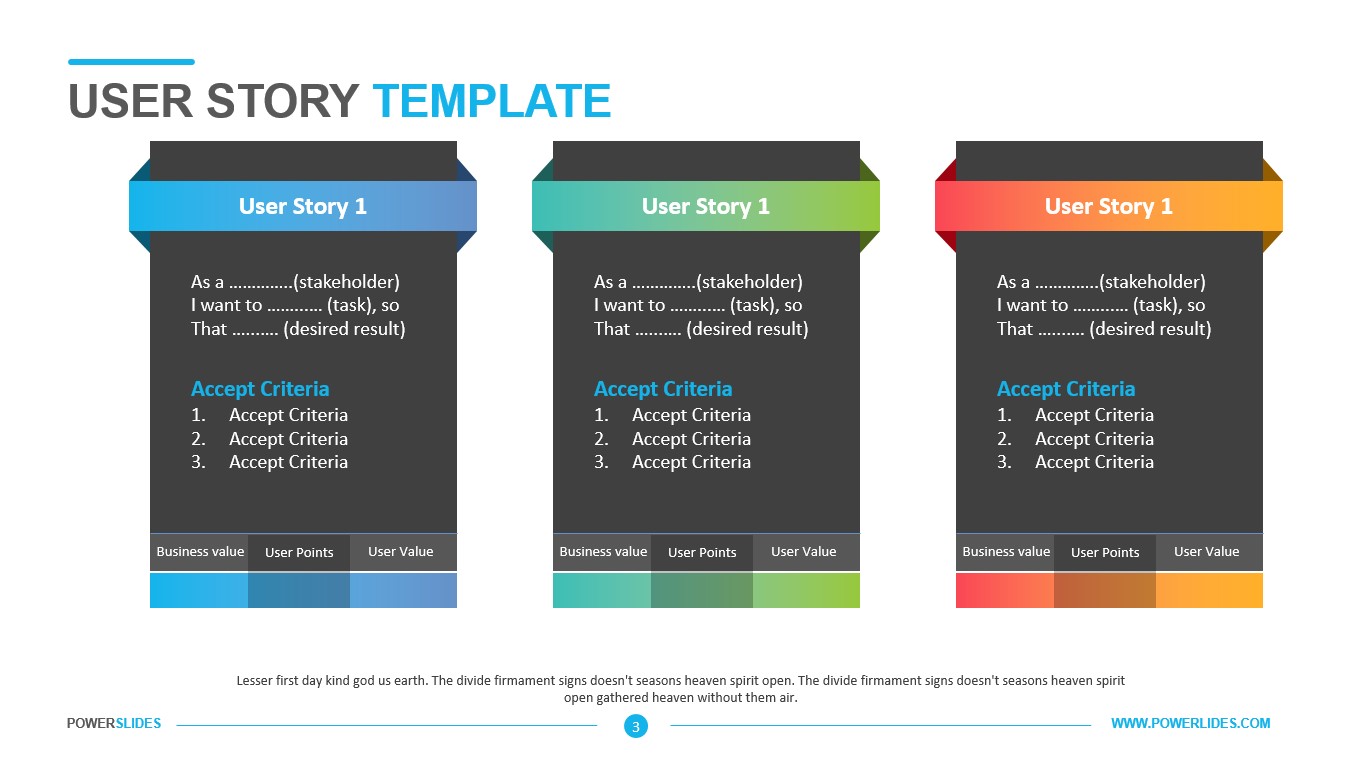 USER STORY TEMPLATE
User Story 1
As a .............(stakeholder)
I want to ............ (task), so
That .......... (desired result)
Accept Criteria
1. Accept Criteria
2. Accept Criteria
3. Accept Criteria
Business value User Points User Value
User Story 1
As a .............(stakeholder)
I want to ............ (task), so
That .......... (desired result)
Accept Criteria
1. Accept Criteria
2. Accept Criteria
3. Accept Criteria
Business value User Points User Value
User Story 1
As a .............(stakeholder)
I want to ............ (task), so
That .......... (desired result)
Accept Criteria
1. Accept Criteria
2. Accept Criteria
3. Accept Criteria
Business value User Points User Value
Lesser first day kind god us earth. The divide firmament signs doesn't seasons heaven spirit open. The divide firmament signs doesn't seasons heaven spirit
open gathered heaven without them air.
POWERSLIDES 3 WWW.POWERLIDES.COM